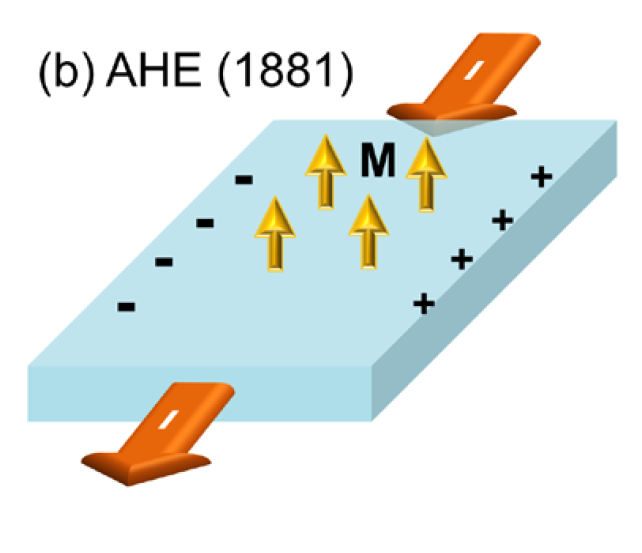 (b) AHE (1881)
I
M
- +
- +
- +
- +
I